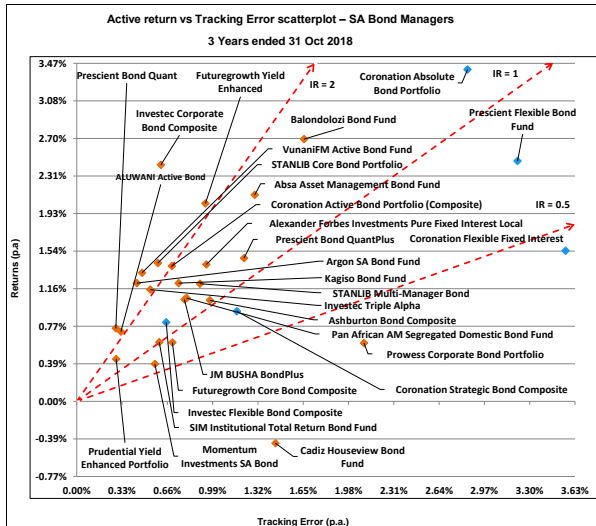 Active return vs Tracking Error scatterplot – SA Bond Managers
3 Years ended 31 Oct 2018
Returns (p.a)
3.47%
3.08%
2.70%
2.31%
1.93%
1.54%
1.16%
0.77%
0.39%
0.00%
-0.39%
-0.77%
Prescient Bond Quant
Futuregrowth Yield
Enhanced
IR = 2
Coronation Absolute
Bond Portfolio
IR = 1
Investec Corporate
Bond Composite
Balondolozi Bond Fund
Prescient Flexible Bond
Fund
ALUWANI Active Bond
VunaniFM Active Bond Fund
STANLIB Core Bond Portfolio
Absa Asset Management Bond Fund
Coronation Active Bond Portfolio (Composite)
IR = 0.5
Alexander Forbes Investments Pure Fixed Interest Local
Prescient Bond QuantPlus
Coronation Flexible Fixed Interest
Argon SA Bond Fund
Kagiso Bond Fund
STANLIB Multi-Manager Bond
Investec Triple Alpha
Ashburton Bond Composite
Pan African AM Segregated Domestic Bond Fund
Prowess Corporate Bond Portfolio
JM BUSHA BondPlus
Coronation Strategic Bond Composite
Futuregrowth Core Bond Composite
Investec Flexible Bond Composite
SIM Institutional Total Return Bond Fund
Prudential Yield
Enhanced Portfolio
Momentum
Investments SA Bond
Cadiz Houseview Bond
Fund
0.00% 0.33% 0.66% 0.99% 1.32% 1.65% 1.98% 2.31% 2.64% 2.97% 3.30% 3.63%
Tracking Error (p.a.)